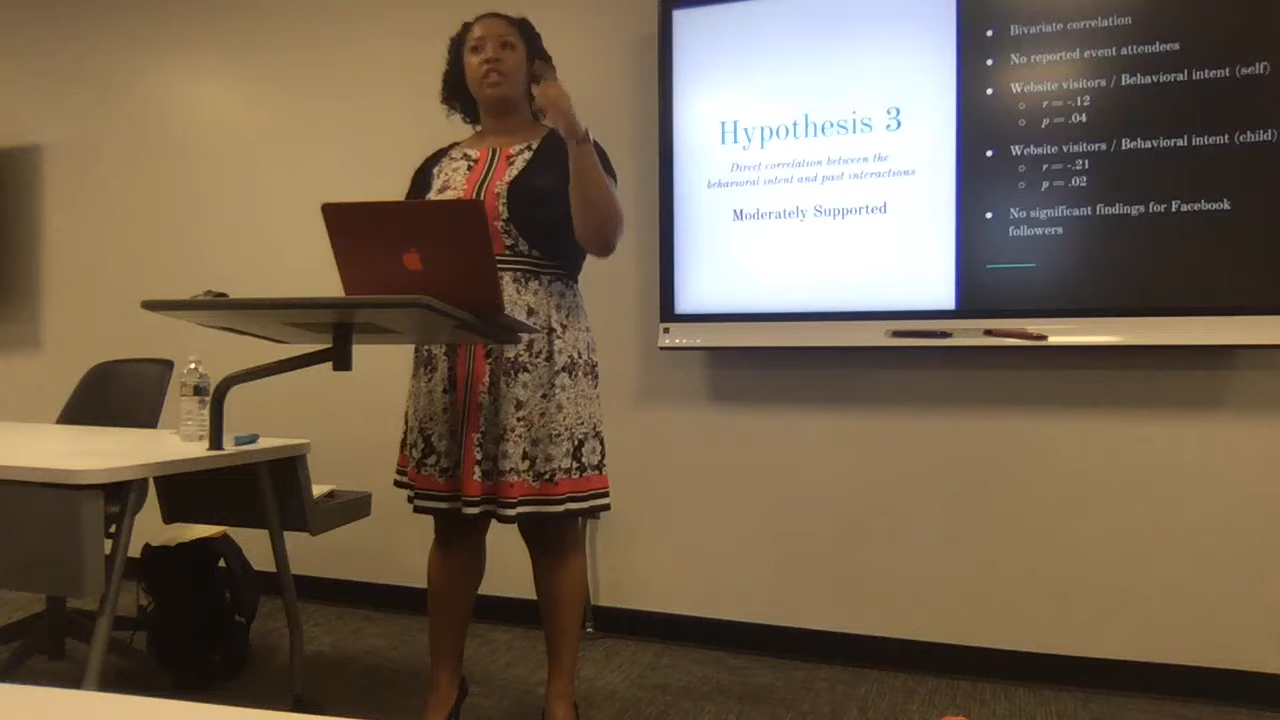 Hypothesis 3
Direct correlation between the
behavioral intent and past interactions
Moderately Supported
Bivariate correlation
No reported event attendees
Website visitors / Behavioral intent (self)
r = -.12
p = .04
Website visitors / Behavioral intent (child)
r = -.21
p = .02
No significant findings for Facebook
followers